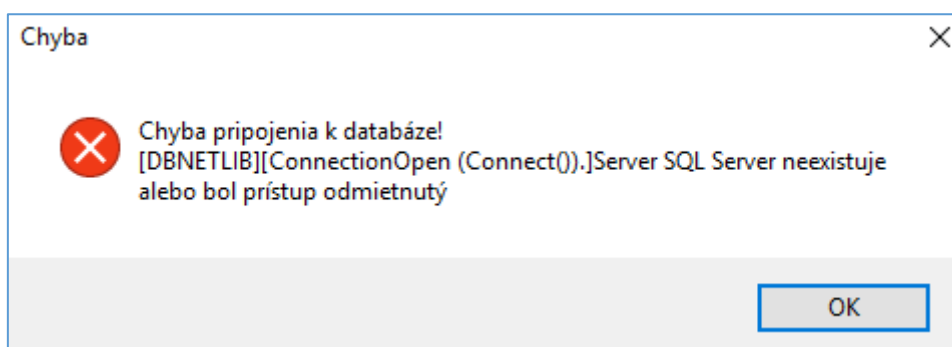 Chyba
Chyba pripojenia k databáze!
[DBNETLIB][ConnectionOpen (Connect()).]Server SQL Server neexistuje
alebo bol prístup odmietnutý
OK